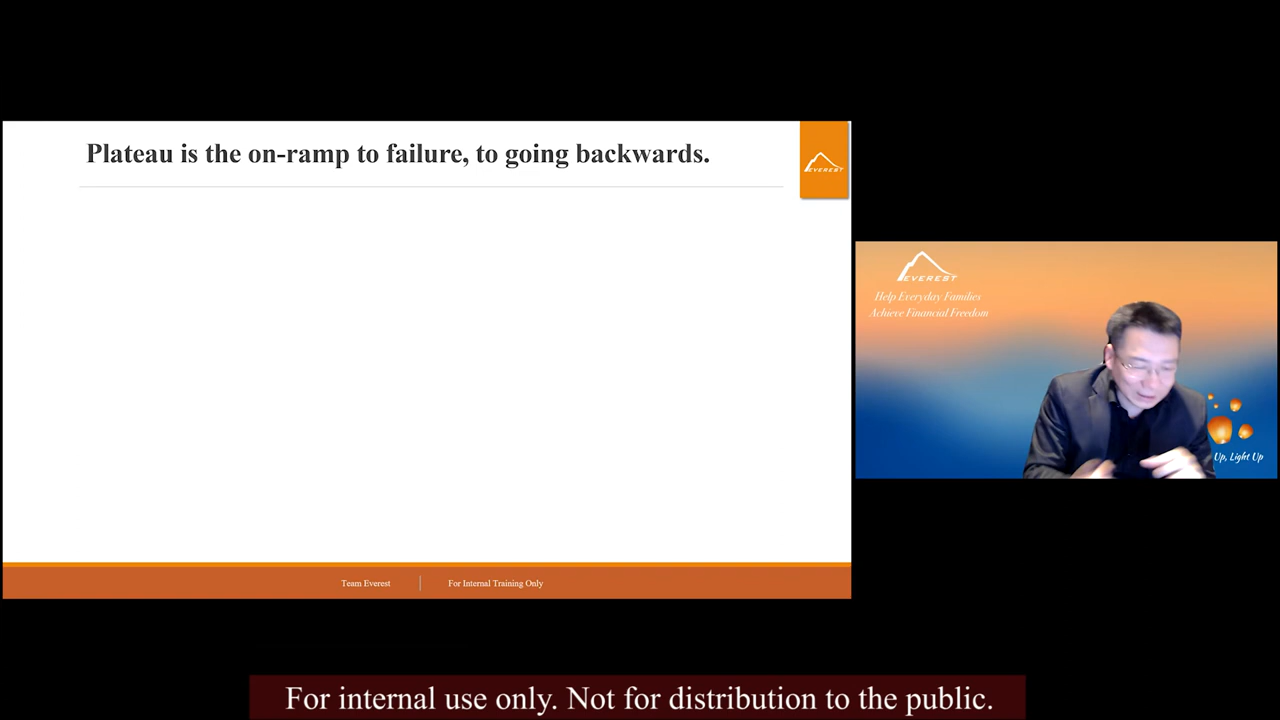 Plateau is the on-ramp to failure, to going backwards.
EVEREST
EVEREST
Help Everyday Families
Achieve Financial Freedom
Up, Light Up
Team Everest
For Internal Training Only
For internal use only. Not for distribution to the public.